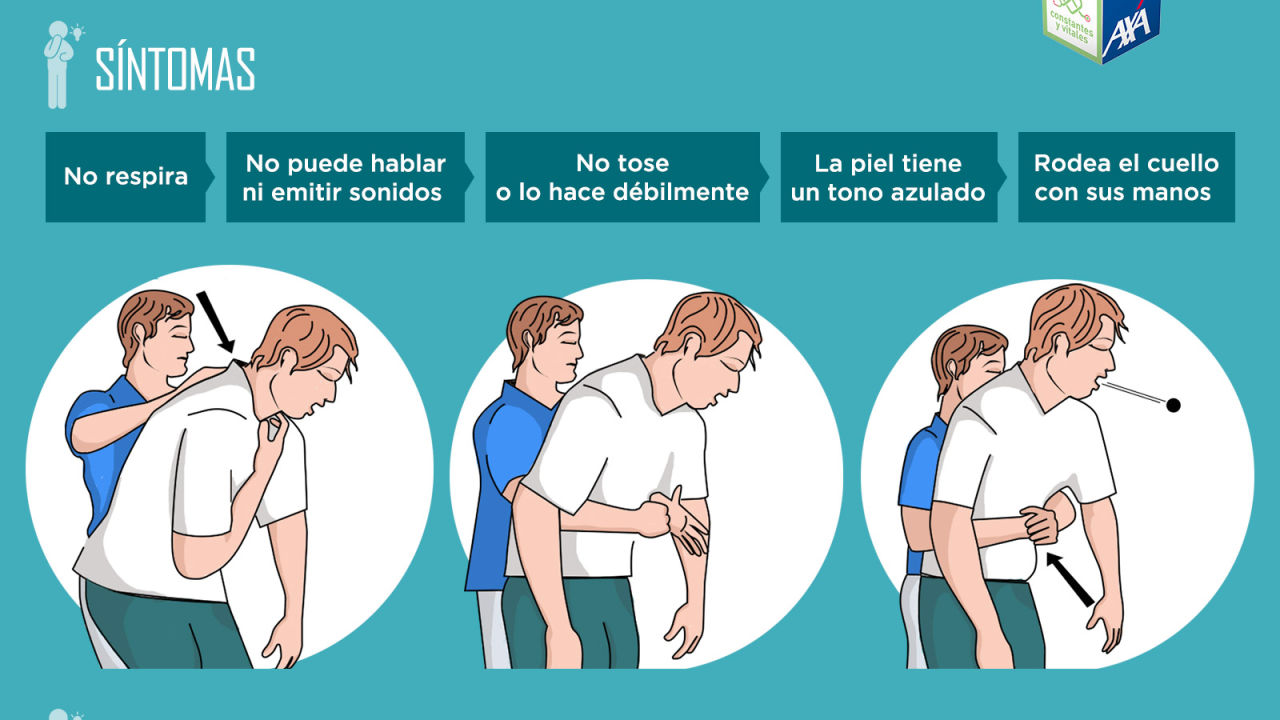 constantes
y vitales
AXA
SÍNTOMAS
No respira
No puede hablar
ni emitir sonidos
No tose
o lo hace débilmente
La piel tiene
un tono azulado
Rodea el cuello
con sus manos